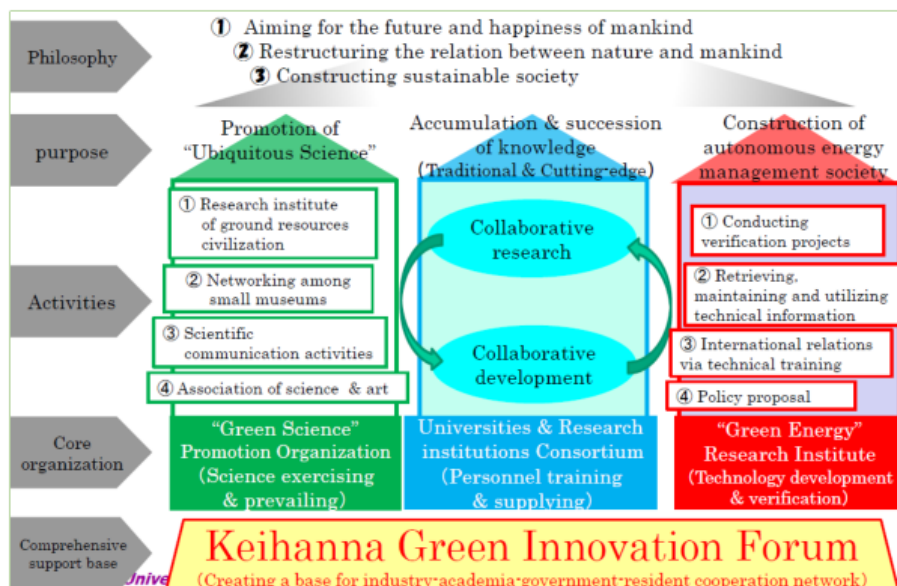 Philosophy
① Aiming for the future and happiness of mankind
② Restructuring the relation between nature and mankind
③ Constructing sustainable society
purpose
Promotion of
"Ubiquitous Science"
Accumulation & succession
of knowledge
(Traditional & Cutting-edge)
Construction of
autonomous energy
management society
Activities
① Research institute
of ground resources
civilization
② Networking among
small museums
③ Scientific
communication activities
④ Association of science & art
Collaborative
research
Collaborative
development
① Conducting
verification projects
② Retrieving,
maintaining and utilizing
technical information
③ International relations
via technical training
④ Policy proposal
Core
organization
"Green Science"
Promotion Organization
(Science exercising
& prevailing)
Universities & Research
institutions Consortium
(Personnel training
& supplying)
"Green Energy"
Research Institute
(Technology development
& verification)
Comprehensive
support base
Keihanna Green Innovation Forum
(Creating a base for industry-academia-government-resident cooperation network)